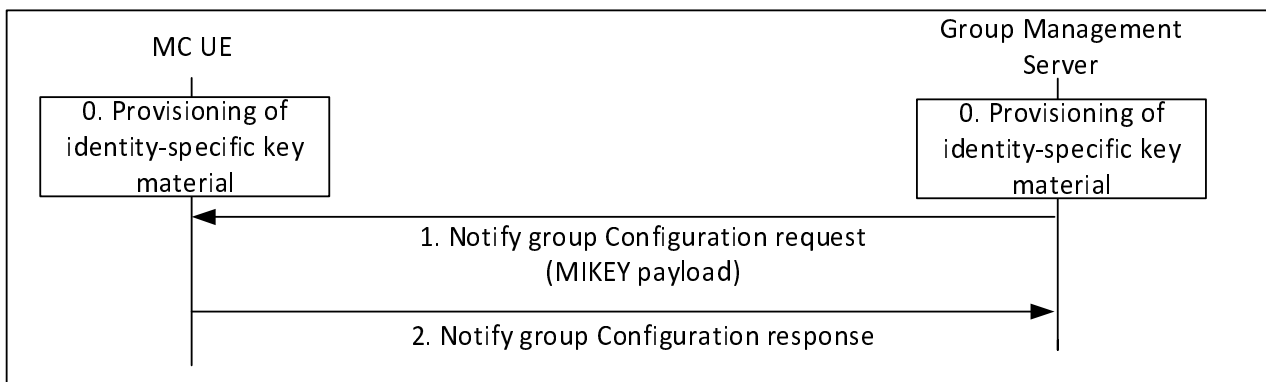 MC UE
Group Management
Server
0. Provisioning of
identity-specific key
material
0. Provisioning of
identity-specific key
material
1. Notify group Configuration request
(MIKEY payload)
2. Notify group Configuration response